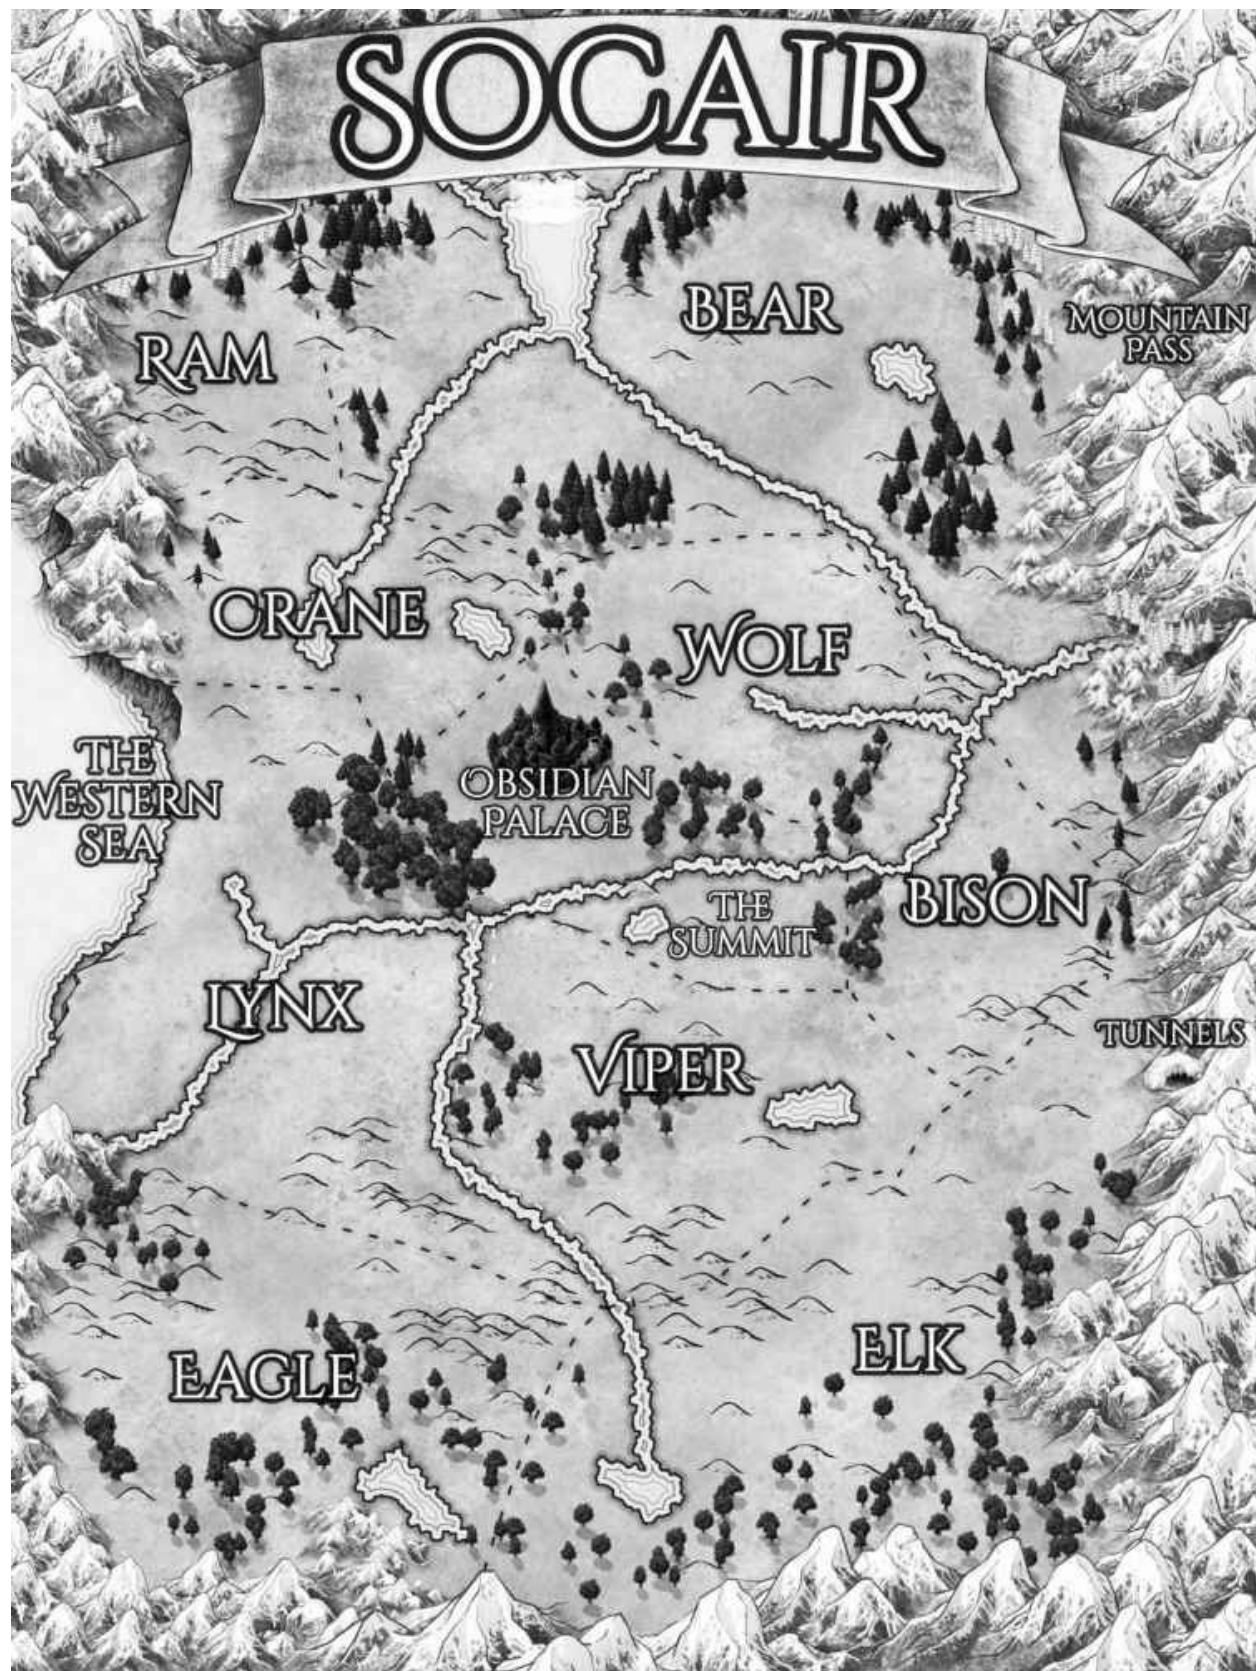 SOCAIR
BEAR
MOUNTAIN
PASS
RAM
CRANE
WOLF
THE
WESTERN
SEA
OBSIDIAN
PALACE
BISON
THE
SUMMIT
LYNX
TUNNELS
VIPER
ELK
EAGLE